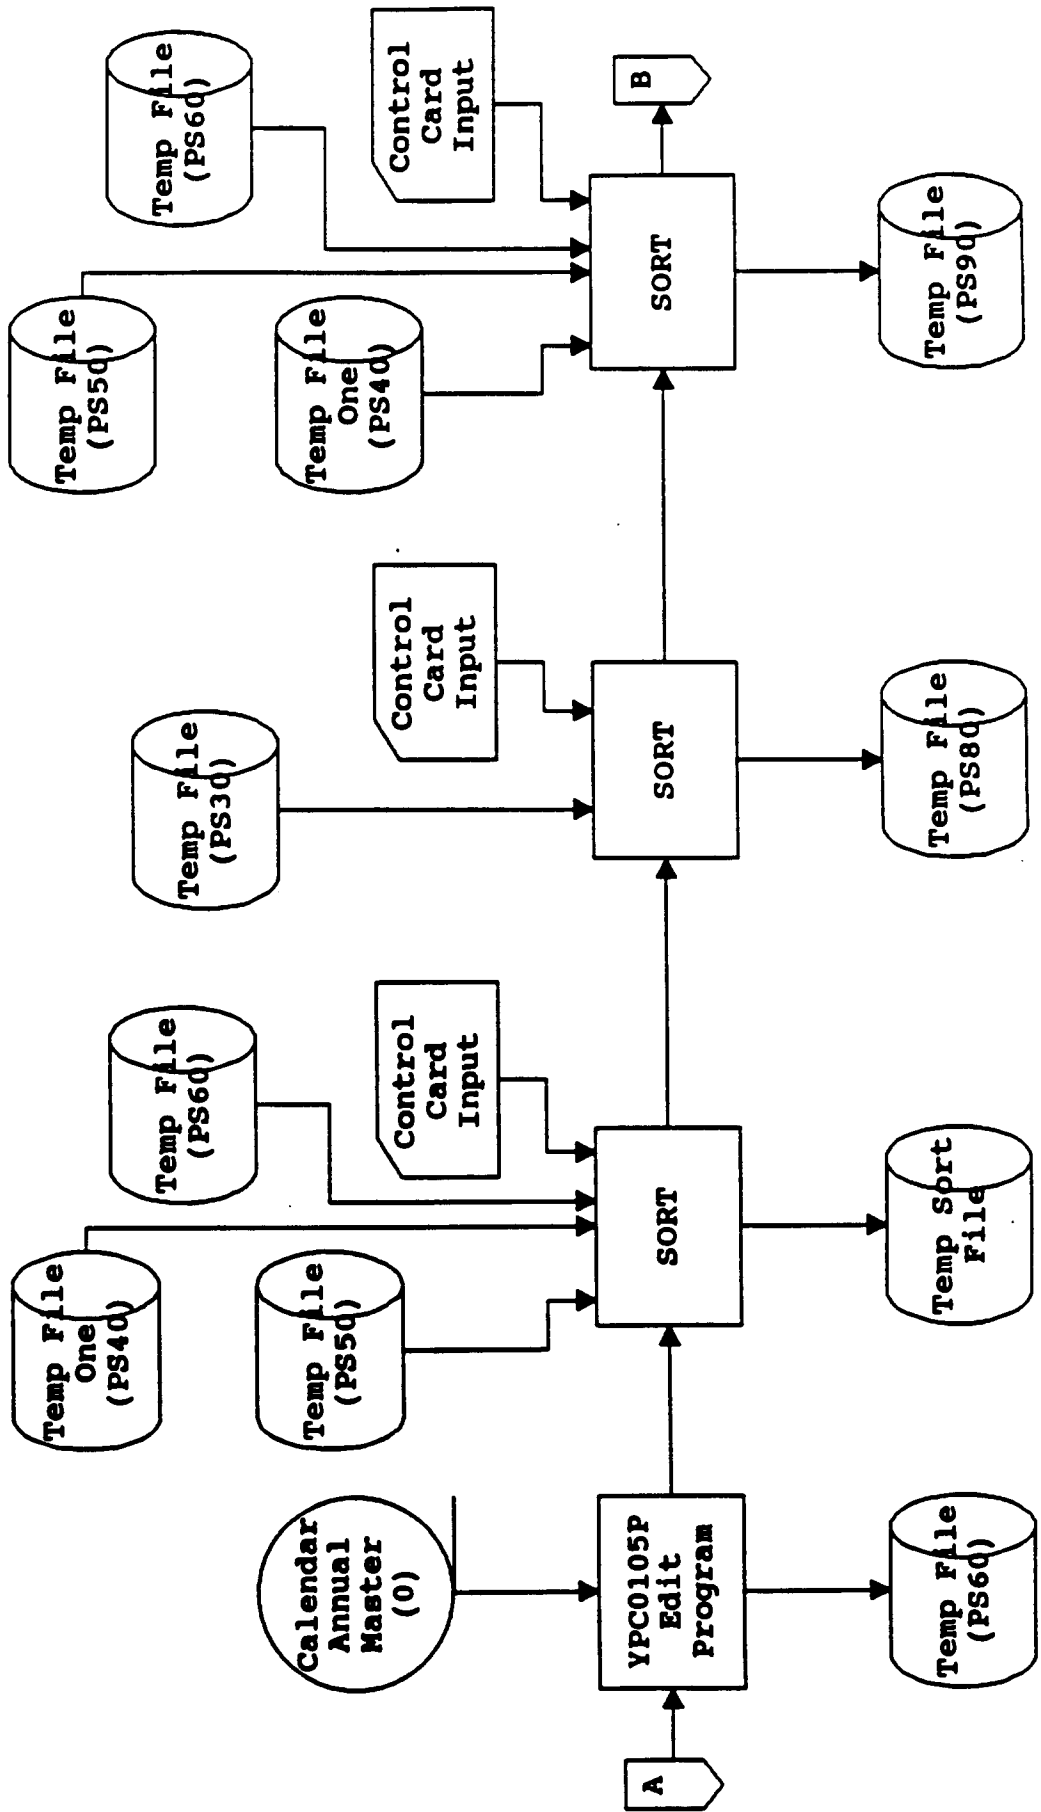 A
Calendar
Annual
Master
(0)
YPC0105P
Edit
Program
Temp File
(PS60)
Temp File
One
(PS40)
Temp File
(PS50)
Temp File
(PS60)
Control
Card
Input
SORT
Temp Sort
File
Temp File
(PS30)
Control
Card
Input
SORT
Temp File
(PS80)
Temp File
(PS50)
Temp File
One
(PS40)
Temp File
(PS60)
Control
Card
Input
SORT
Temp File
(PS90)
B